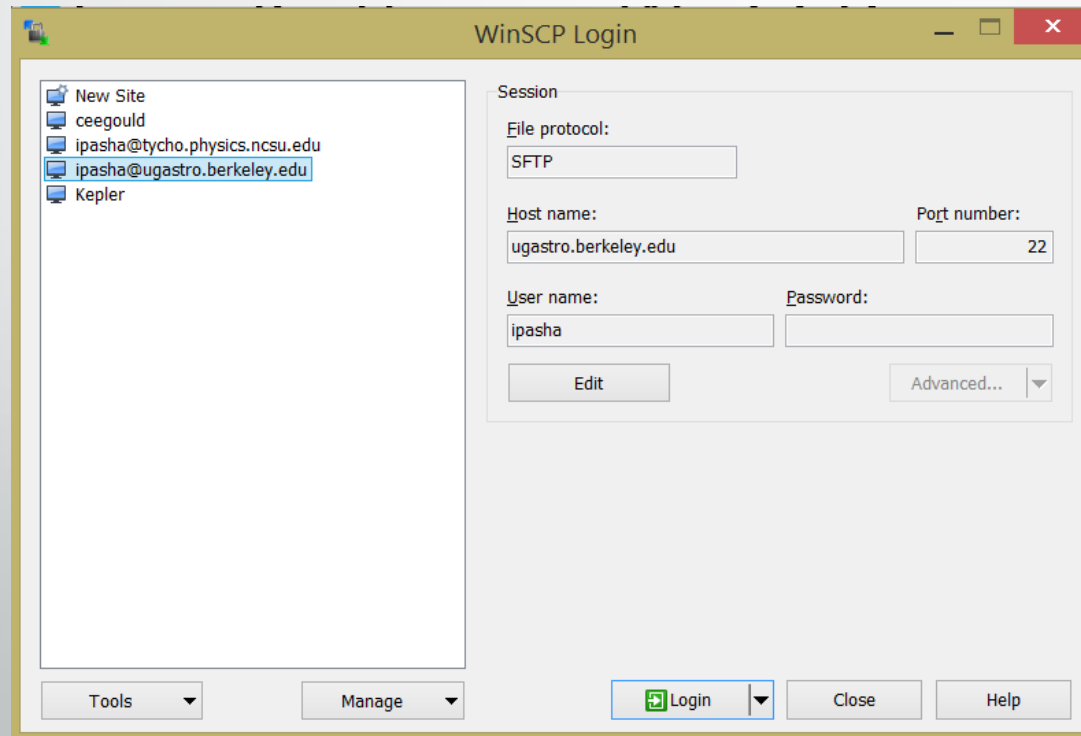 WinSCP Login
New Site
ceegould
ipasha@tycho.physics.ncsu.edu
ipasha@ugastro.berkeley.edu
Kepler
Session
File protocol:
SFTP
Host name: Port number:
ugastro.berkeley.edu 22
User name: Password:
ipasha
Edit Advanced...
Tools Manage Login Close Help